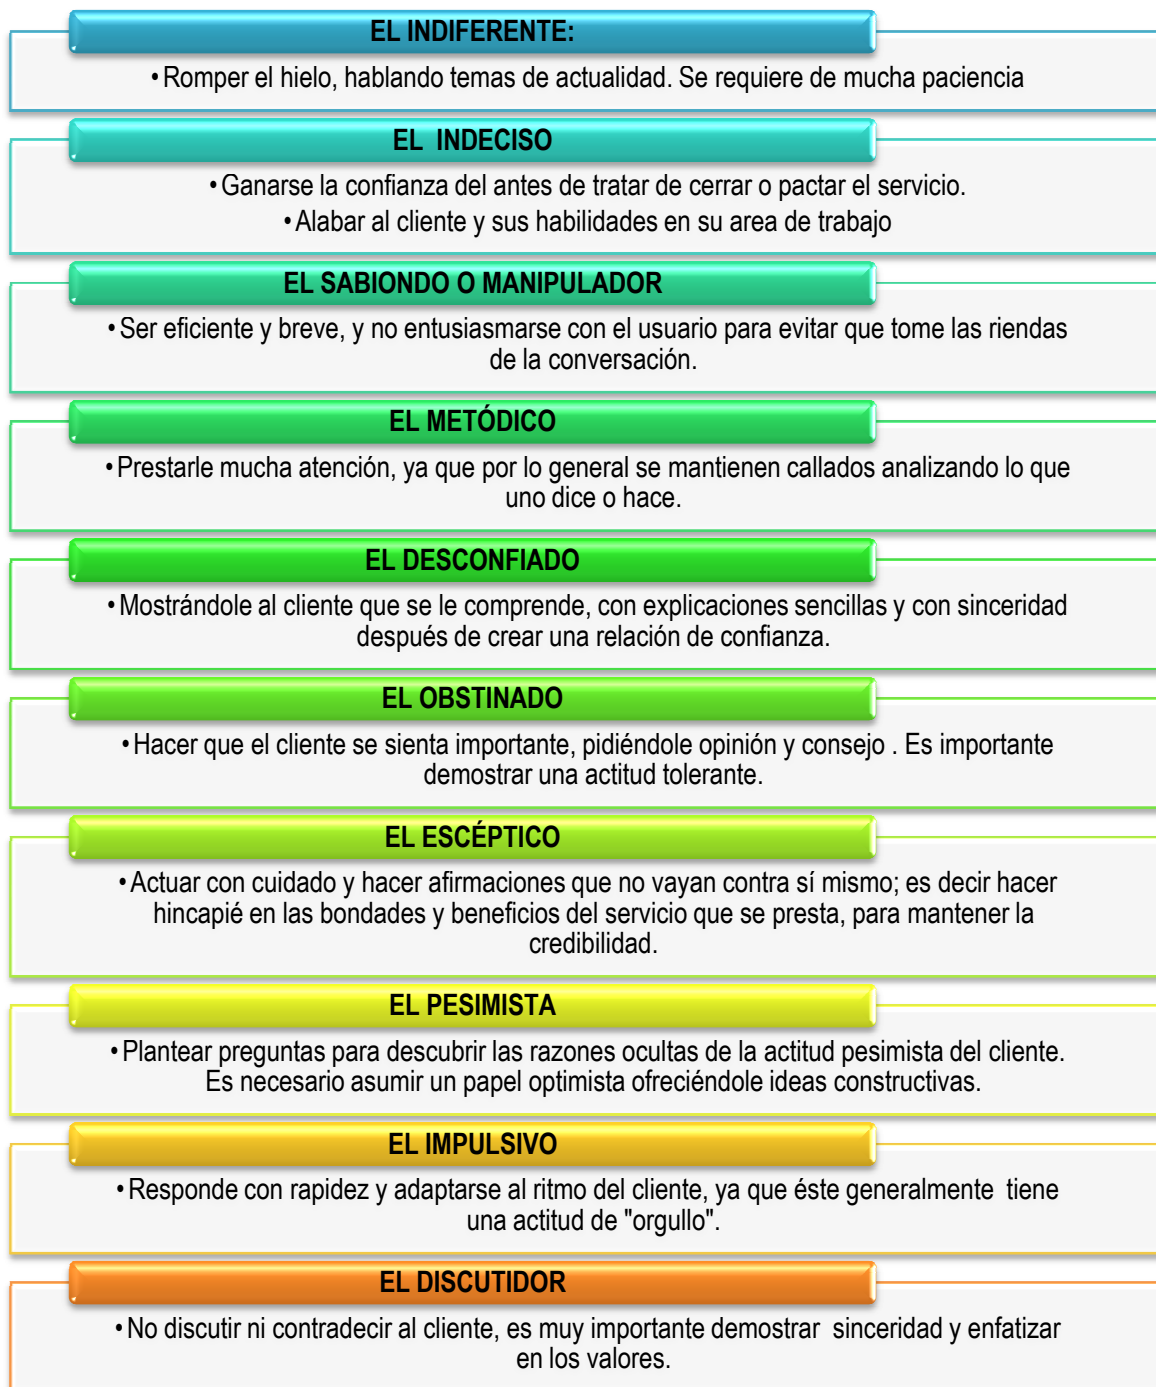 EL INDIFERENTE:
• Romper el hielo, hablando temas de actualidad. Se requiere de mucha paciencia
EL INDECISO
• Ganarse la confianza del antes de tratar de cerrar o pactar el servicio.
• Alabar al cliente y sus habilidades en su area de trabajo
EL SABIONDO O MANIPULADOR
• Ser eficiente y breve, y no entusiasmarse con el usuario para evitar que tome las riendas
de la conversación.
EL METÓDICO
• Prestarle mucha atención, ya que por lo general se mantienen callados analizando lo que
uno dice o hace.
EL DESCONFIADO
• Mostrándole al cliente que se le comprende, con explicaciones sencillas y con sinceridad
después de crear una relación de confianza.
EL OBSTINADO
• Hacer que el cliente se sienta importante, pidiéndole opinión y consejo . Es importante
demostrar una actitud tolerante.
EL ESCÉPTICO
• Actuar con cuidado y hacer afirmaciones que no vayan contra sí mismo; es decir hacer
hincapié en las bondades y beneficios del servicio que se presta, para mantener la
credibilidad.
EL PESIMISTA
• Plantear preguntas para descubrir las razones ocultas de la actitud pesimista del cliente.
Es necesario asumir un papel optimista ofreciéndole ideas constructivas.
EL IMPULSIVO
• Responde con rapidez y adaptarse al ritmo del cliente, ya que éste generalmente tiene
una actitud de "orgullo".
EL DISCUTIDOR
• No discutir ni contradecir al cliente, es muy importante demostrar sinceridad y enfatizar
en los valores.